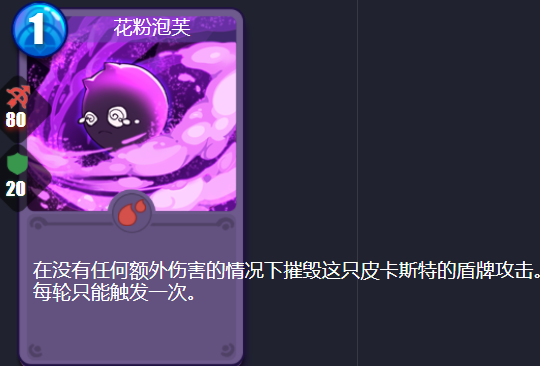 1
花粉泡芙
80
20
在没有任何额外伤害的情况下摧毁这只皮卡斯特的盾牌攻击。
每轮只能触发一次。